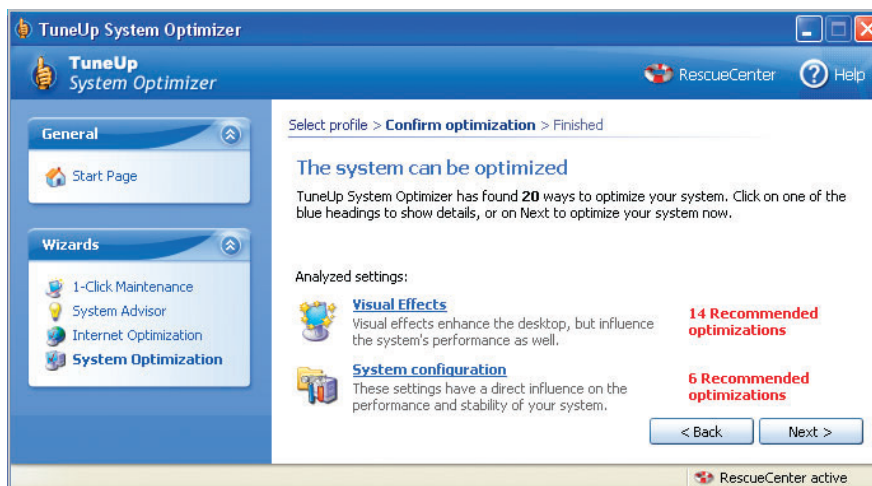 TuneUp System Optimizer
TuneUp
System Optimizer
RescueCenter
Help
General
Start Page
Wizards
1-Click Maintenance
System Advisor
Internet Optimization
System Optimization
Select profile > Confirm optimization > Finished
The system can be optimized
TuneUp System Optimizer has found 20 ways to optimize your system. Click on one of the
blue headings to show details, or on Next to optimize your system now.
Analyzed settings:
Visual Effects
Visual effects enhance the desktop, but influence
the system's performance as well.
14 Recommended
optimizations
System configuration
These settings have a direct influence on the
performance and stability of your system.
6 Recommended
optimizations
< Back
Next >
RescueCenter active